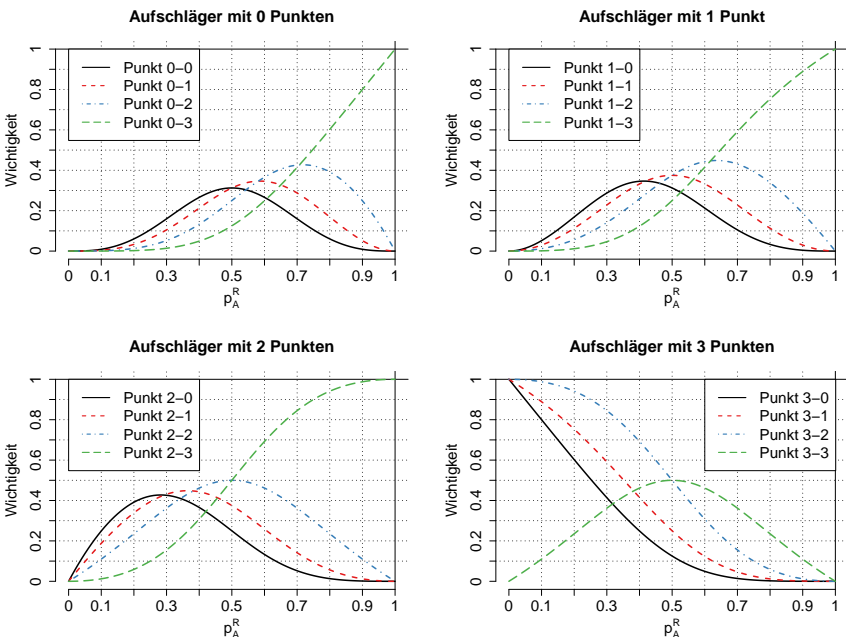 Aufschläger mit 0 Punkten
Wichtigkeit
0 0.2 0.4 0.6 0.8 1
Punkt 0−0
Punkt 0−1
Punkt 0−2
Punkt 0−3
0 0.1 0.3 0.5 0.7 0.9 1
p_A^R
Aufschläger mit 1 Punkt
Wichtigkeit
0 0.2 0.4 0.6 0.8 1
Punkt 1−0
Punkt 1−1
Punkt 1−2
Punkt 1−3
0 0.1 0.3 0.5 0.7 0.9 1
p_A^R
Aufschläger mit 2 Punkten
Wichtigkeit
0 0.2 0.4 0.6 0.8 1
Punkt 2−0
Punkt 2−1
Punkt 2−2
Punkt 2−3
0 0.1 0.3 0.5 0.7 0.9 1
p_A^R
Aufschläger mit 3 Punkten
Wichtigkeit
0 0.2 0.4 0.6 0.8 1
Punkt 3−0
Punkt 3−1
Punkt 3−2
Punkt 3−3
0 0.1 0.3 0.5 0.7 0.9 1
p_A^R